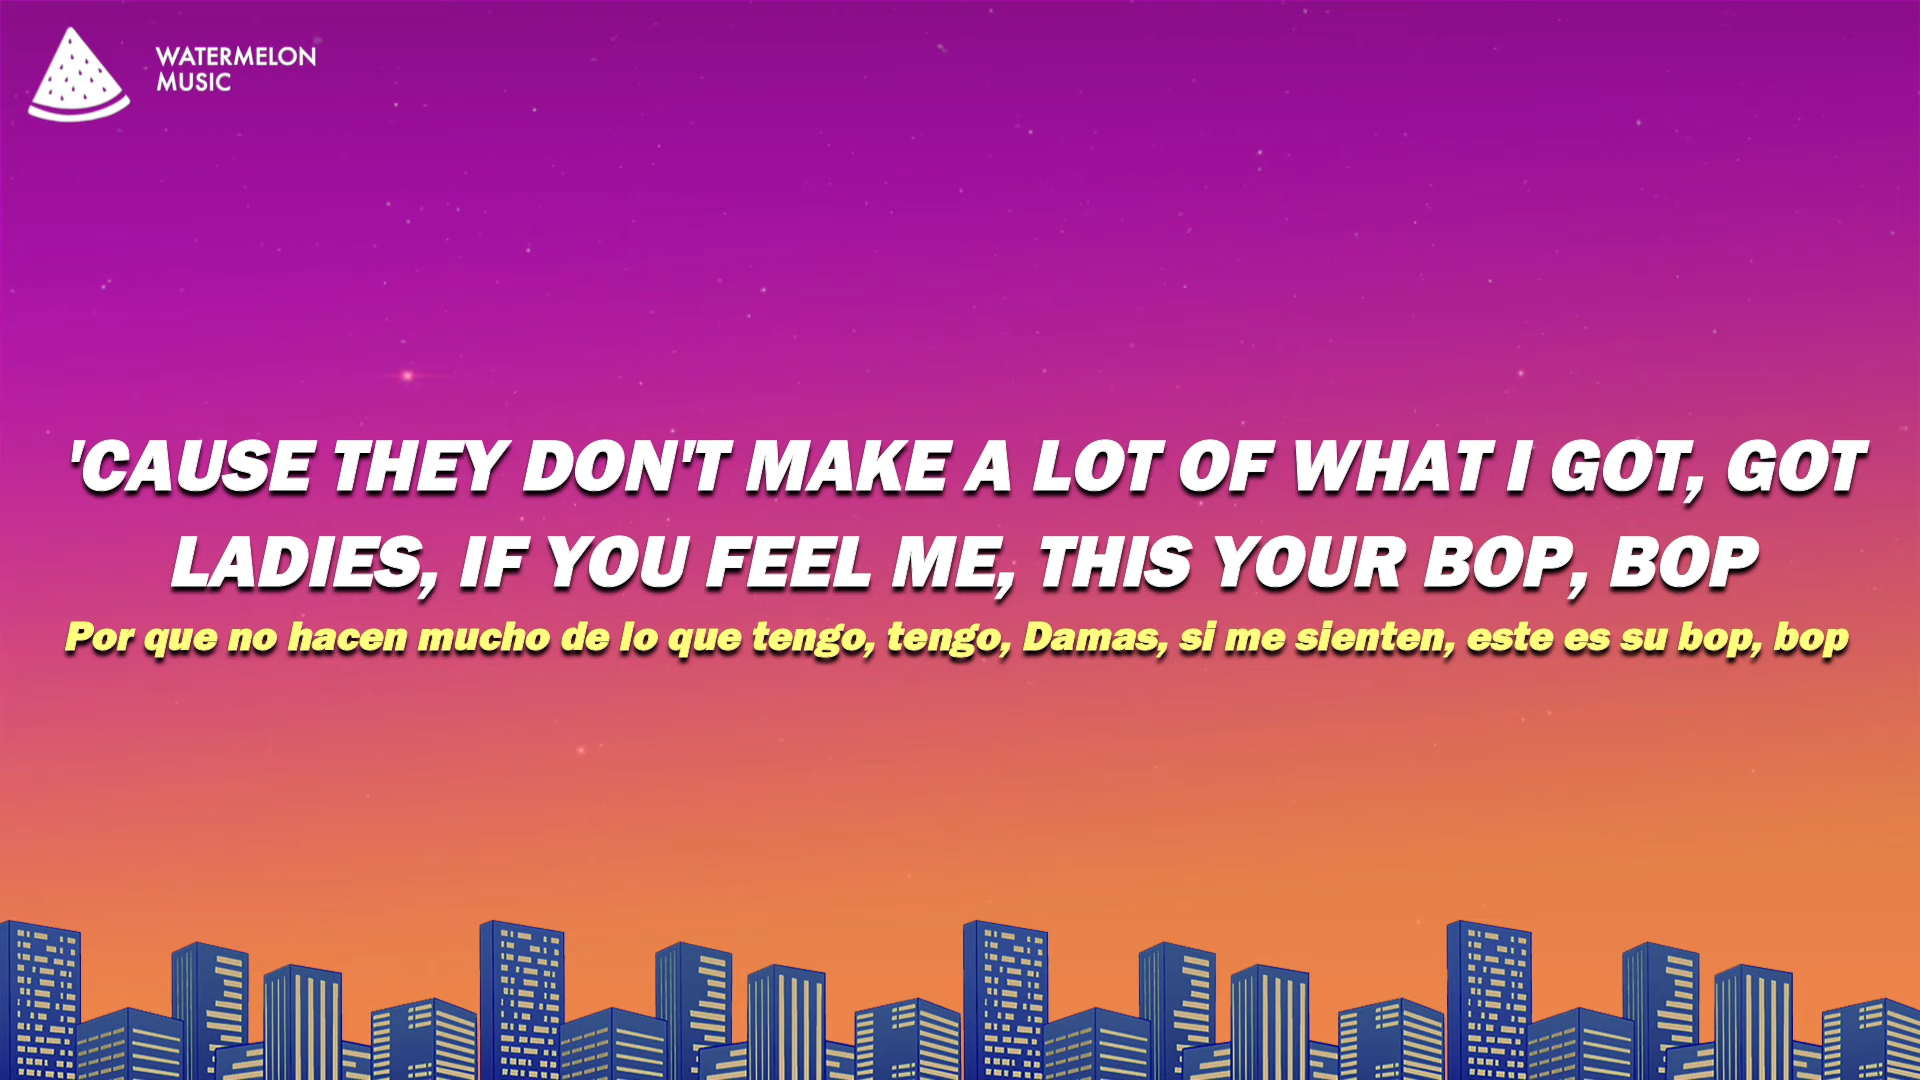 WATERMELON
MUSIC
'CAUSE THEY DON'T MAKE A LOT OF WHAT I GOT, GOT
LADIES, IF YOU FEEL ME, THIS YOUR BOP, BOP
Por que no hacen mucho de lo que tengo, tengo, Damas, si me sienten, este es su bop, bop